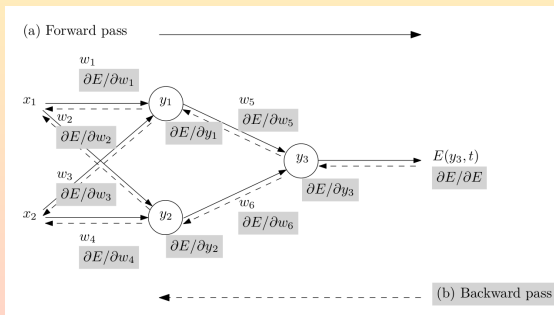 (a) Forward pass
w₁
∂E/∂w₁
x₁
y₁
w₂
∂E/∂w₂
∂E/∂y₁
w₅
∂E/∂w₅
y₃
E(y₃, t)
∂E/∂E
∂E/∂y₃
w₃
∂E/∂w₃
x₂
y₂
w₆
∂E/∂w₆
w₄
∂E/∂w₄
∂E/∂y₂
(b) Backward pass